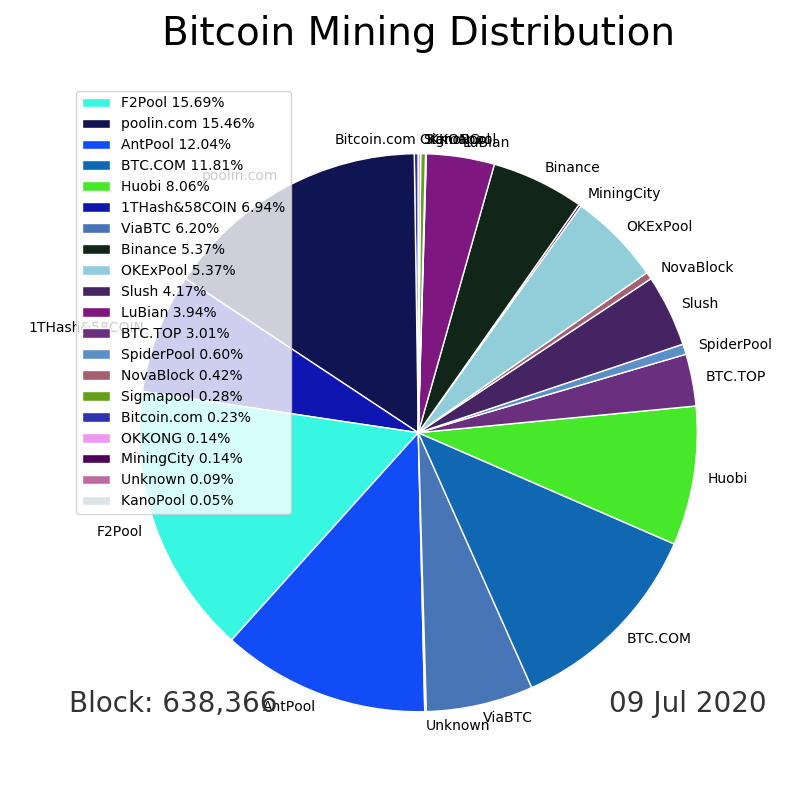 Bitcoin Mining Distribution
F2Pool 15.69%
poolin.com 15.46%
AntPool 12.04%
BTC.COM 11.81%
Huobi 8.06%
1THash&58COIN 6.94%
ViaBTC 6.20%
Binance 5.37%
OKExPool 5.37%
Slush 4.17%
LuBian 3.94%
BTC.TOP 3.01%
SpiderPool 0.60%
NovaBlock 0.42%
Sigmapool 0.28%
Bitcoin.com 0.23%
OKKONG 0.14%
MiningCity 0.14%
Unknown 0.09%
KanoPool 0.05%
Bitcoin.com
LuBian
Binance
MiningCity
OKExPool
NovaBlock
Slush
SpiderPool
BTC.TOP
Huobi
BTC.COM
ViaBTC
Unknown
AntPool
F2Pool
1THash&58COIN
poolin.com
Block: 638,366
09 Jul 2020